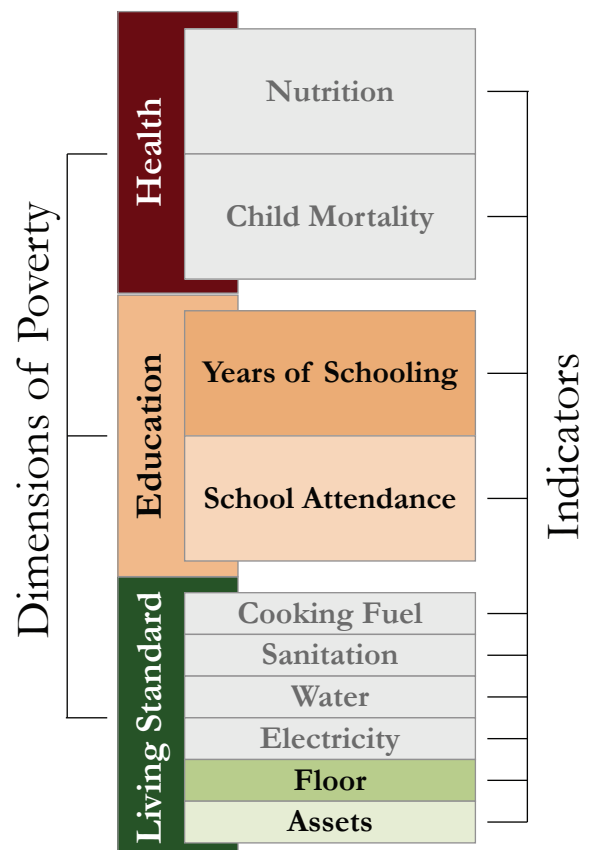 Dimensions of Poverty
Health
Nutrition
Child Mortality
Education
Years of Schooling
School Attendance
Living Standard
Cooking Fuel
Sanitation
Water
Electricity
Floor
Assets
Indicators